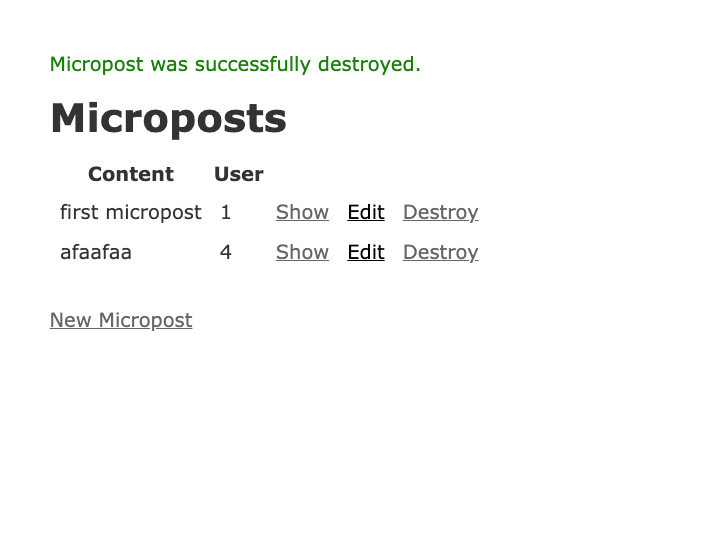 Micropost was successfully destroyed.
Microposts
Content User
first micropost 1 Show Edit Destroy
afaafaa 4 Show Edit Destroy
New Micropost